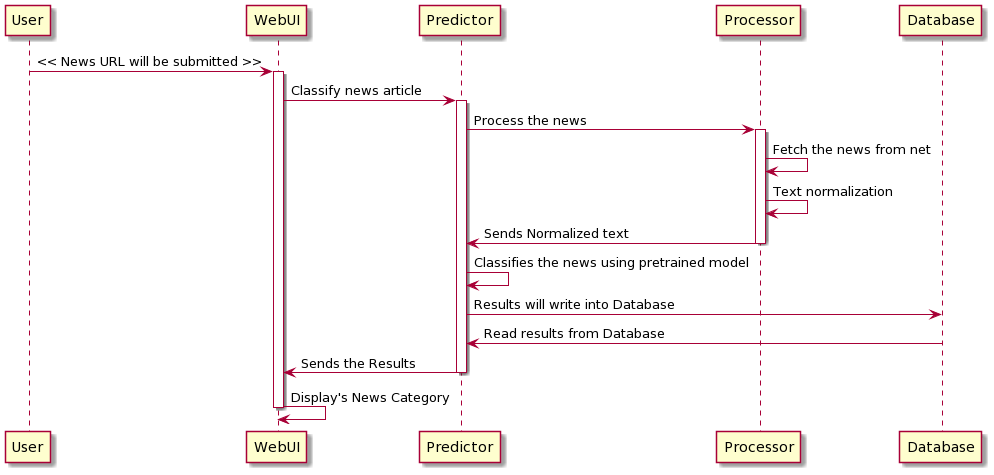 User WebUI Predictor Processor Database
<< News URL will be submitted >>
Classify news article
Process the news
Fetch the news from net
Text normalization
Sends Normalized text
Classifies the news using pretrained model
Results will write into Database
Read results from Database
Sends the Results
Display's News Category
User WebUI Predictor Processor Database